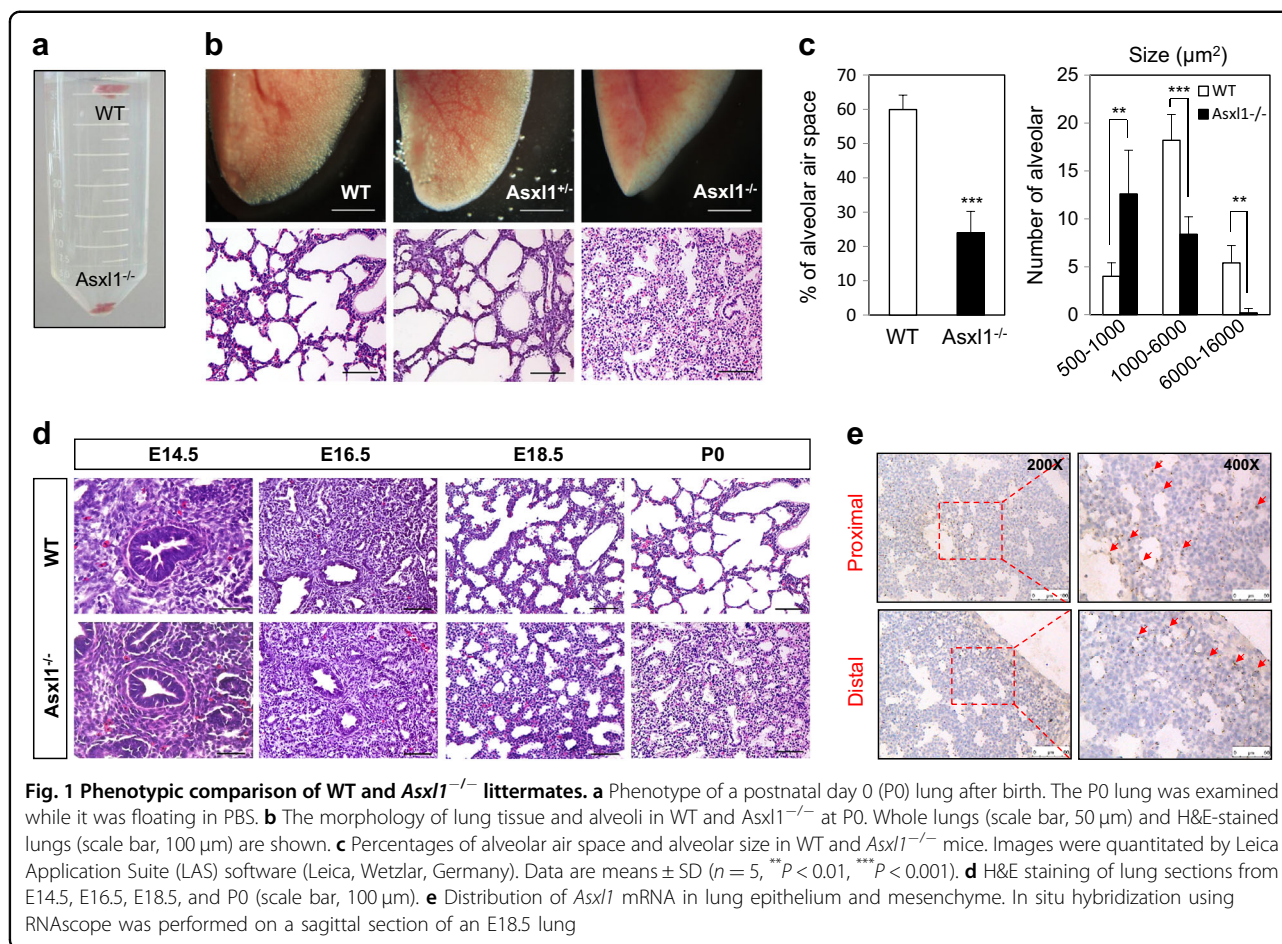 a
WT
Asxl1-/-
b
WT
Asxl1+/-
Asxl1-/-
c
% of alveolar air space
70
60
50
40
30
20
10
0
***
WT
Asxl1-/-
Size (µm²)
Number of alveolar
25
20
15
10
5
0
**
***
**
WT
Asxl1-/-
500-1000
1000-6000
6000-16000
d
E14.5
E16.5
E18.5
P0
WT
Asxl1-/-
e
200X
400X
Proximal
Distal
Fig. 1 Phenotypic comparison of WT and Asxl1−/− littermates. a Phenotype of a postnatal day 0 (P0) lung after birth. The P0 lung was examined
while it was floating in PBS. b The morphology of lung tissue and alveoli in WT and Asxl1−/− at P0. Whole lungs (scale bar, 50 µm) and H&E-stained
lungs (scale bar, 100 µm) are shown. c Percentages of alveolar air space and alveolar size in WT and Asxl1−/− mice. Images were quantitated by Leica
Application Suite (LAS) software (Leica, Wetzlar, Germany). Data are means ± SD (n = 5, **P < 0.01, ***P < 0.001). d H&E staining of lung sections from
E14.5, E16.5, E18.5, and P0 (scale bar, 100 µm). e Distribution of Asxl1 mRNA in lung epithelium and mesenchyme. In situ hybridization using
RNAscope was performed on a sagittal section of an E18.5 lung